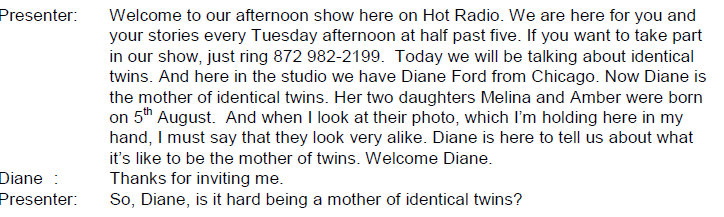 Presenter: Welcome to our afternoon show here on Hot Radio. We are here for you and
your stories every Tuesday afternoon at half past five. If you want to take part
in our show, just ring 872 982-2199.  Today we will be talking about identical
twins. And here in the studio we have Diane Ford from Chicago. Now Diane is
the mother of identical twins. Her two daughters Melina and Amber were born
on 5th August.  And when I look at their photo, which I'm holding here in my
hand, I must say that they look very alike. Diane is here to tell us about what
it's like to be the mother of twins. Welcome Diane.
Diane  : Thanks for inviting me.
Presenter: So, Diane, is it hard being a mother of identical twins?